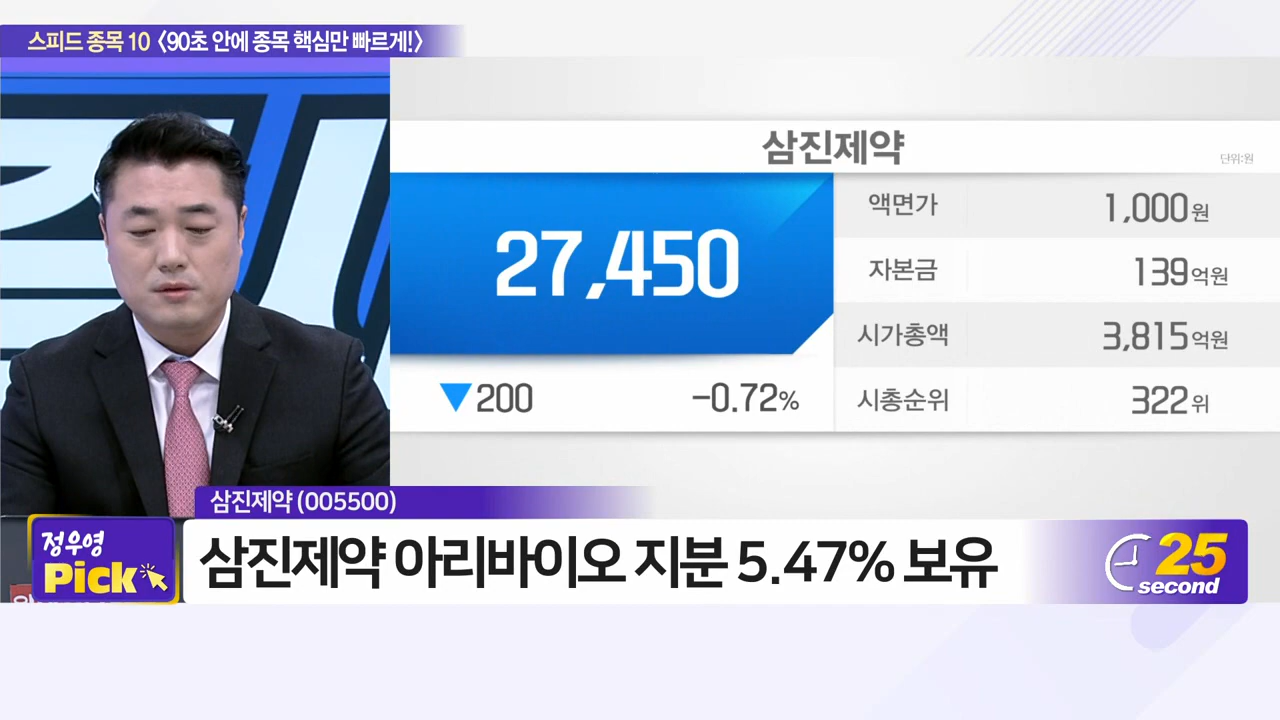 스피드 종목 10 <90초 안에 종목 핵심만 빠르게!>
삼진제약
단위:원
27,450
▼200 -0.72%
액면가 1,000원
자본금 139억원
시가총액 3,815억원
시총순위 322위
삼진제약 (005500)
정우영
Pick
삼진제약 아리바이오 지분 5.47% 보유
25
second